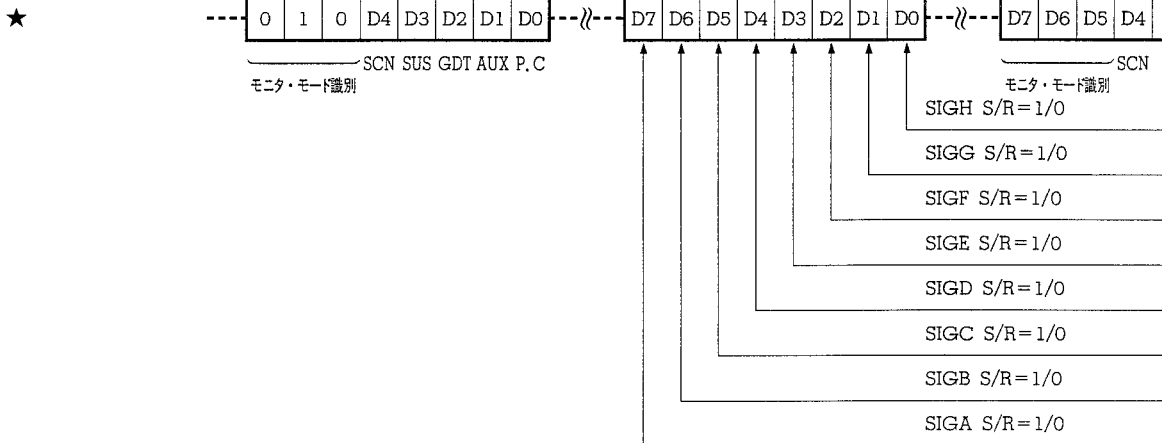 ★ 0 1 0 D4 D3 D2 D1 D0 D7 D6 D5 D4 D3 D2 D1 D0 D7 D6 D5 D4
SCN SUS GDT AUX P.C SCN
モニタ・モード識別 モニタ・モード識別
SIGH S/R=1/0
SIGG S/R=1/0
SIGF S/R=1/0
SIGE S/R=1/0
SIGD S/R=1/0
SIGC S/R=1/0
SIGB S/R=1/0
SIGA S/R=1/0